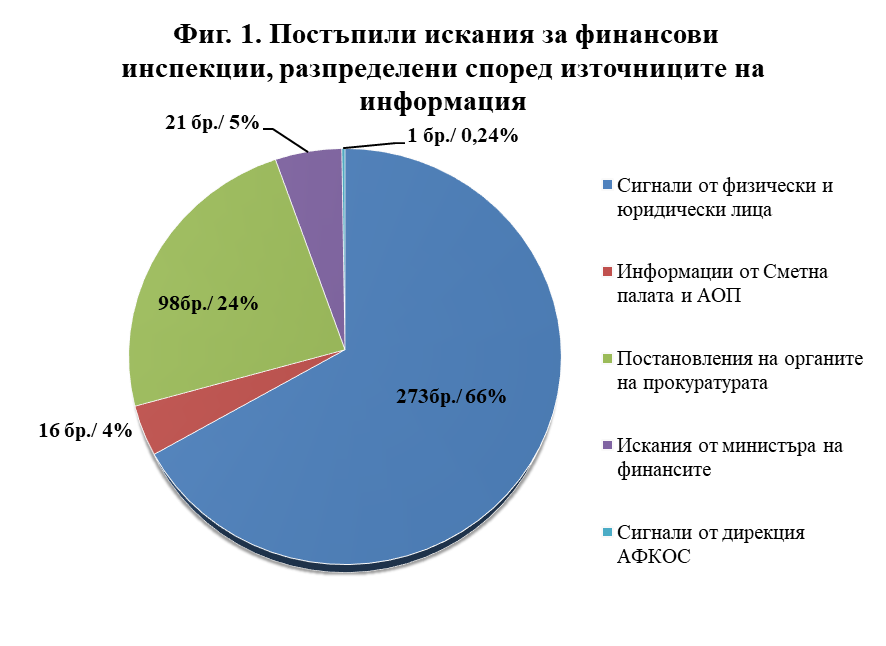 Фиг. 1. Постъпили искания за финансови
инспекции, разпределени според източниците на
информация
21 бр./ 5%
1 бр./ 0,24%
98бр./ 24%
273бр./ 66%
16 бр./ 4%
Сигнали от физически и
юридически лица
Информации от Сметна
палата и АОП
Постановления на органите
на прокуратурата
Искания от министъра на
финансите
Сигнали от дирекция
АФКОС